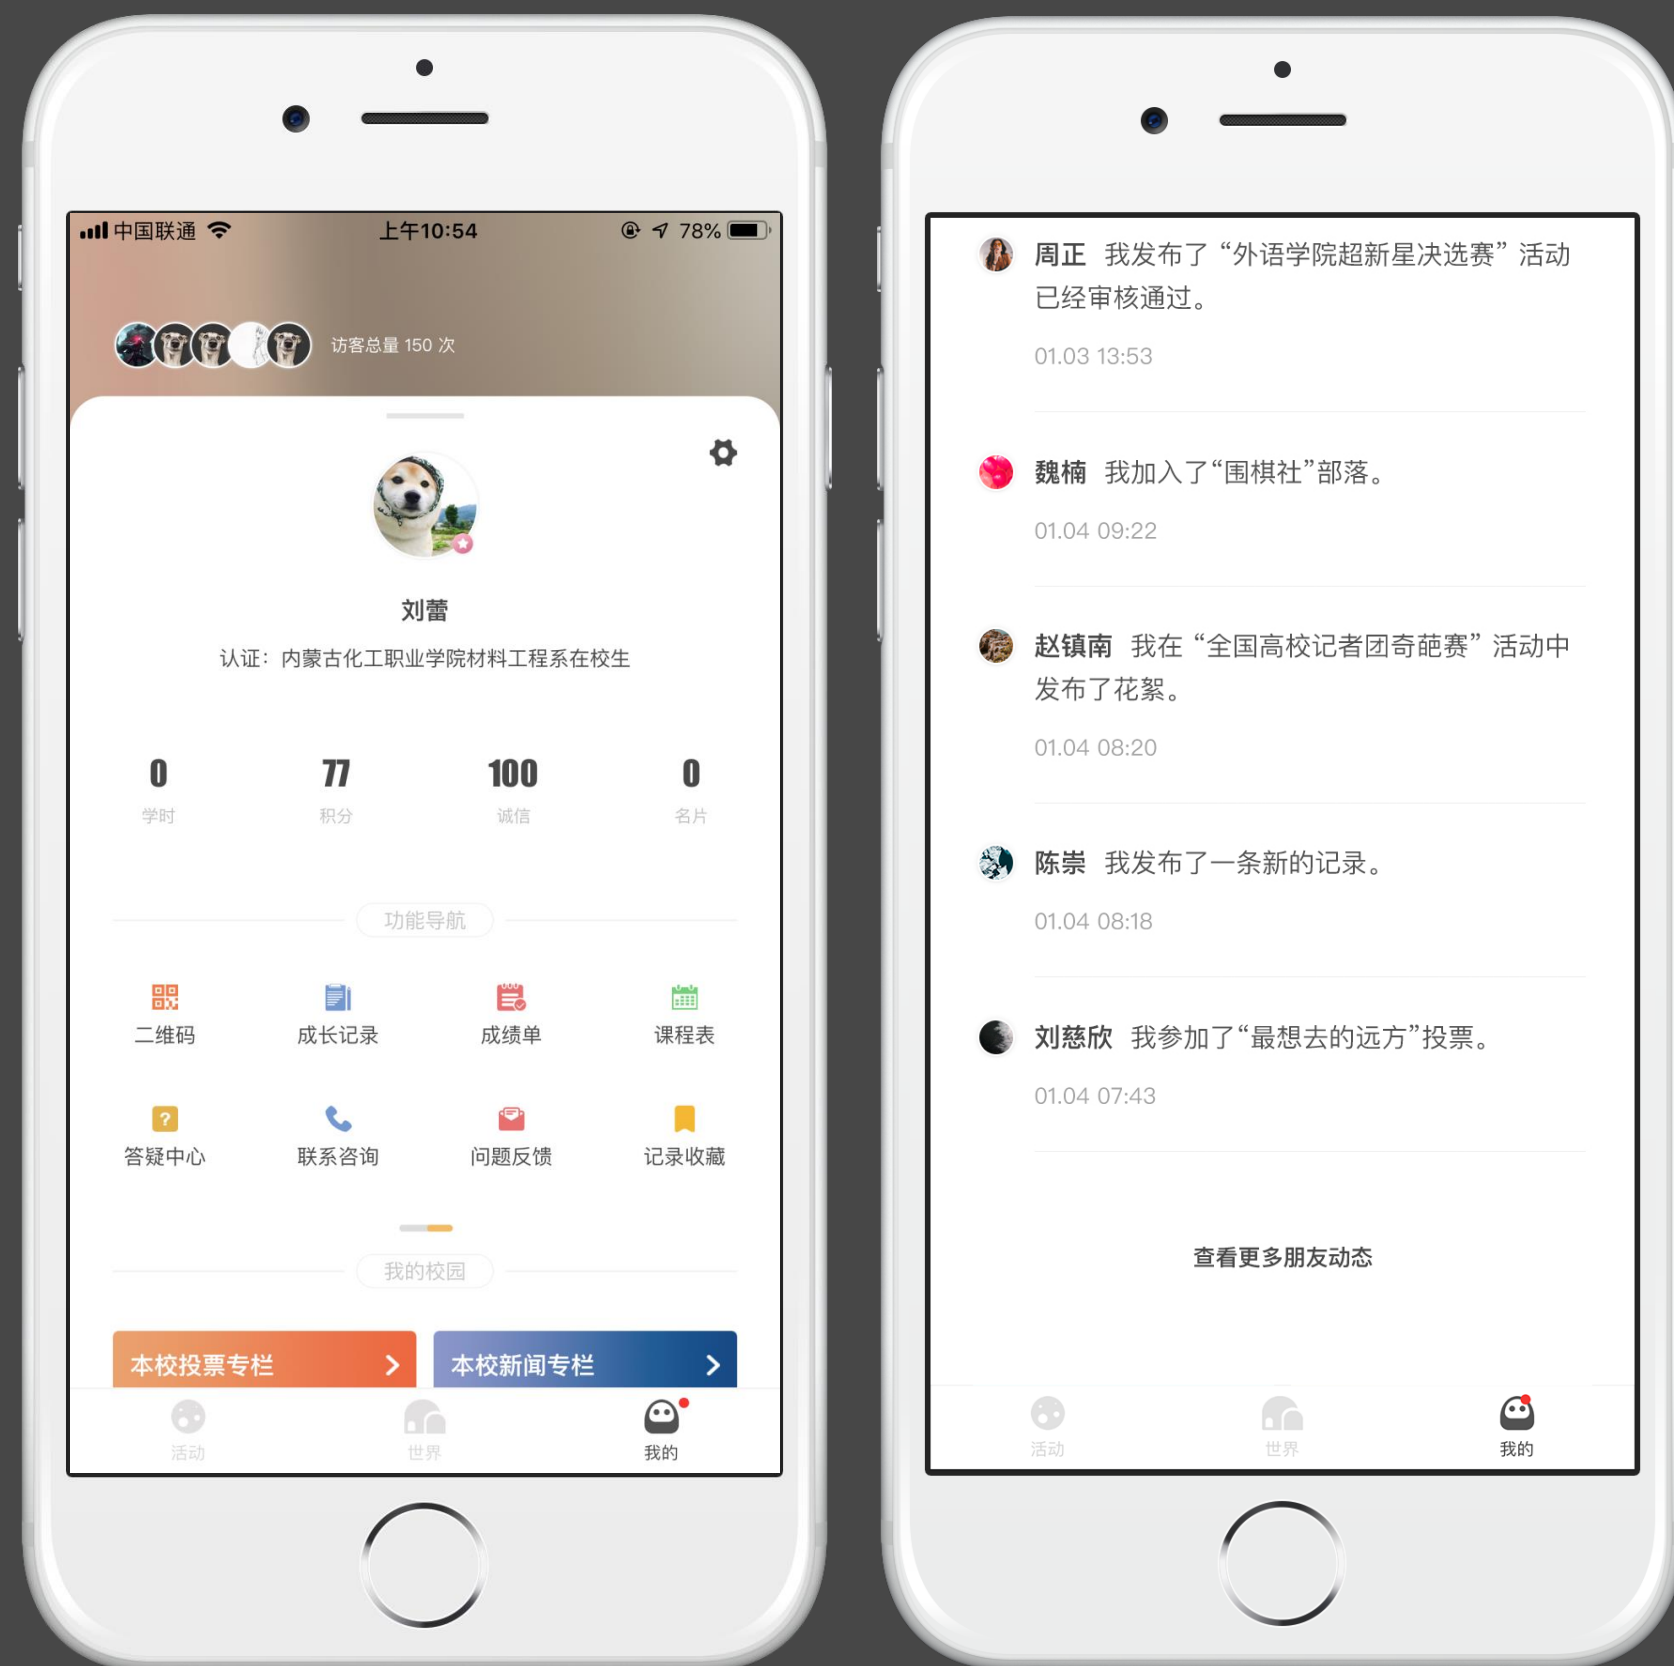 中国联通
上午10:54
78%
访客总量 150 次
刘蕾
认证：内蒙古化工职业学院材料工程系在校生
0 77 100 0
学时 积分 诚信 名片
功能导航
二维码 成长记录 成绩单 课程表
?
答疑中心 联系咨询 问题反馈 记录收藏
我的校园
本校投票专栏
本校新闻专栏
活动 世界 我的
周正 我发布了“外语学院超新星决选赛”活动
已经审核通过。
01.03 13:53
魏楠 我加入了“围棋社”部落。
01.04 09:22
赵镇南 我在“全国高校记者团奇葩赛”活动中
发布了花絮。
01.04 08:20
陈崇 我发布了一条新的记录。
01.04 08:18
刘慈欣 我参加了“最想去的远方”投票。
01.04 07:43
查看更多朋友动态
活动 世界 我的